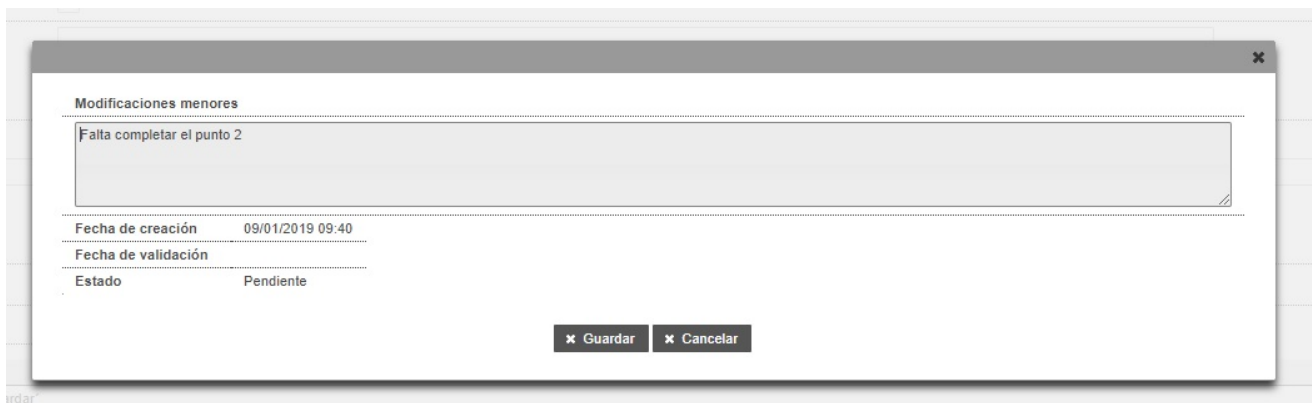 Modificaciones menores
Falta completar el punto 2
Fecha de creación 09/01/2019 09:40
Fecha de validación
Estado Pendiente
Guardar Cancelar
ardar